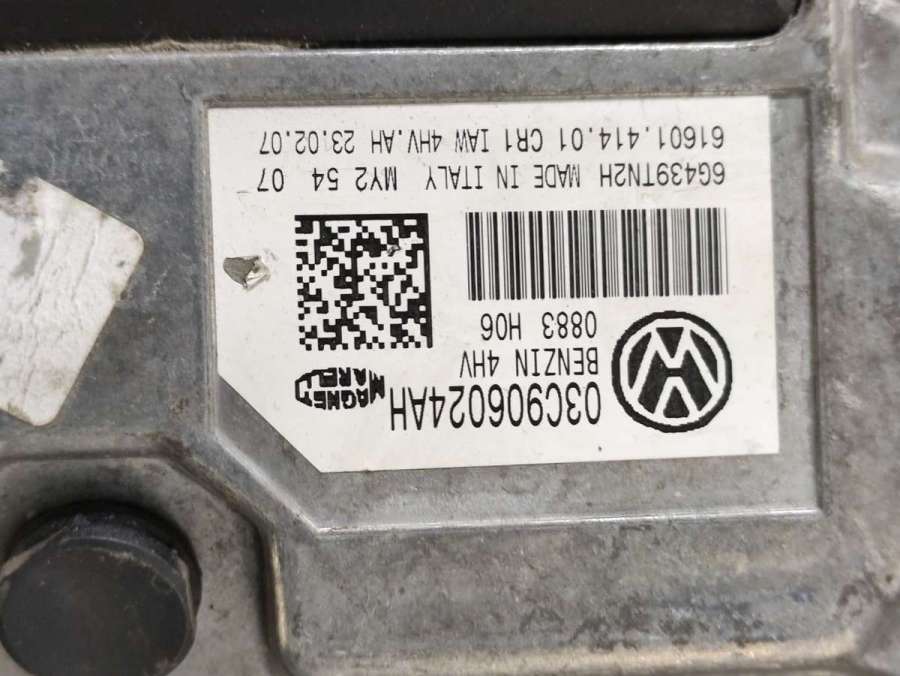 03C906024AH
MAGNETI
MARELLI
BENZIN 4HV
0883 H06
6G439TN2H MADE IN ITALY MY2 54 07
61601.414.01 CR1 IAW 4HV.AH 23.02.07